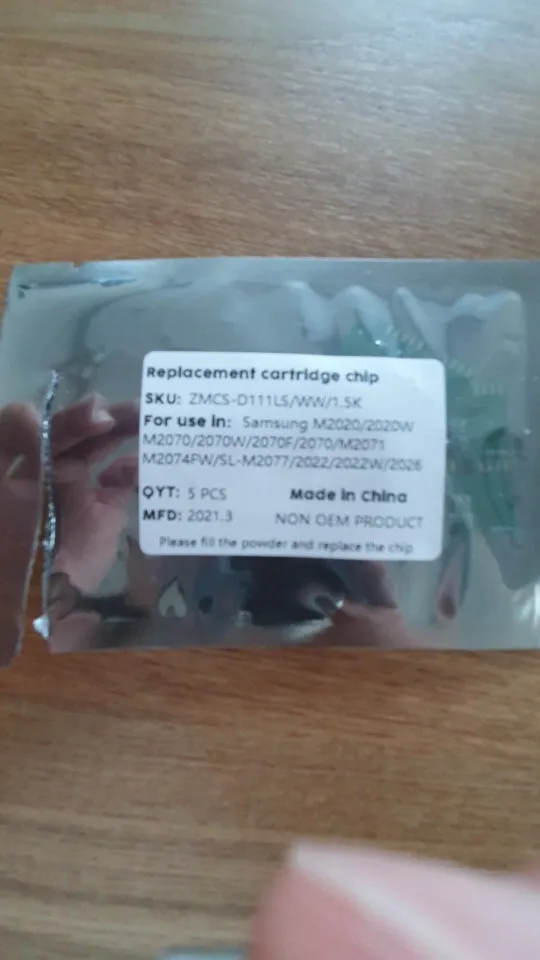 Replacement cartridge chip
SKU: ZMCS-D111LS/WW/1.5K
For use in: Samsung M2020/2020W
M2070/2070W/2070F/2070/M2071
M2074FW/SL-M2077/2022/2022W/2026
QYT: 5 PCS Made in China
MFD: 2021.3 NON OEM PRODUCT
Please fill the powder and replace the chip.